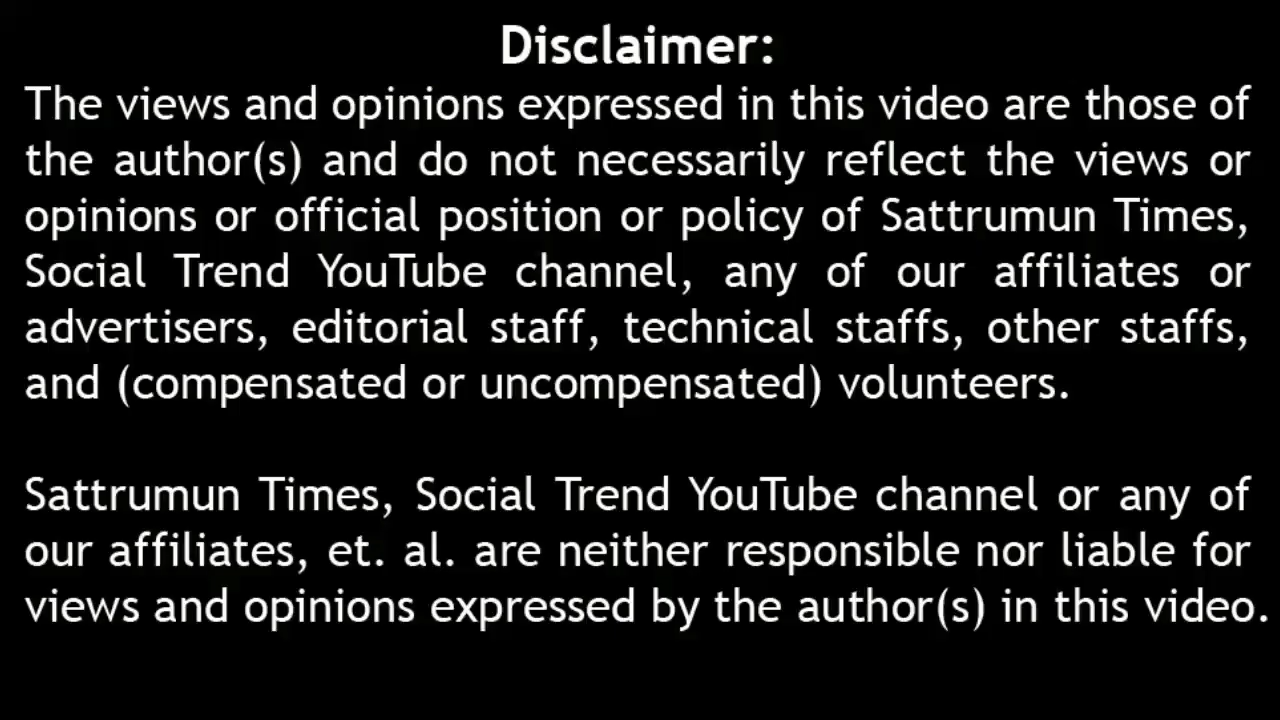 Disclaimer:
The views and opinions expressed in this video are those of
the author(s) and do not necessarily reflect the views or
opinions or official position or policy of Sattrumun Times,
Social Trend YouTube channel, any of our affiliates or
advertisers, editorial staff, technical staffs, other staffs,
and (compensated or uncompensated) volunteers.
Sattrumun Times, Social Trend YouTube channel or any of
our affiliates, et. al. are neither responsible nor liable for
views and opinions expressed by the author(s) in this video.